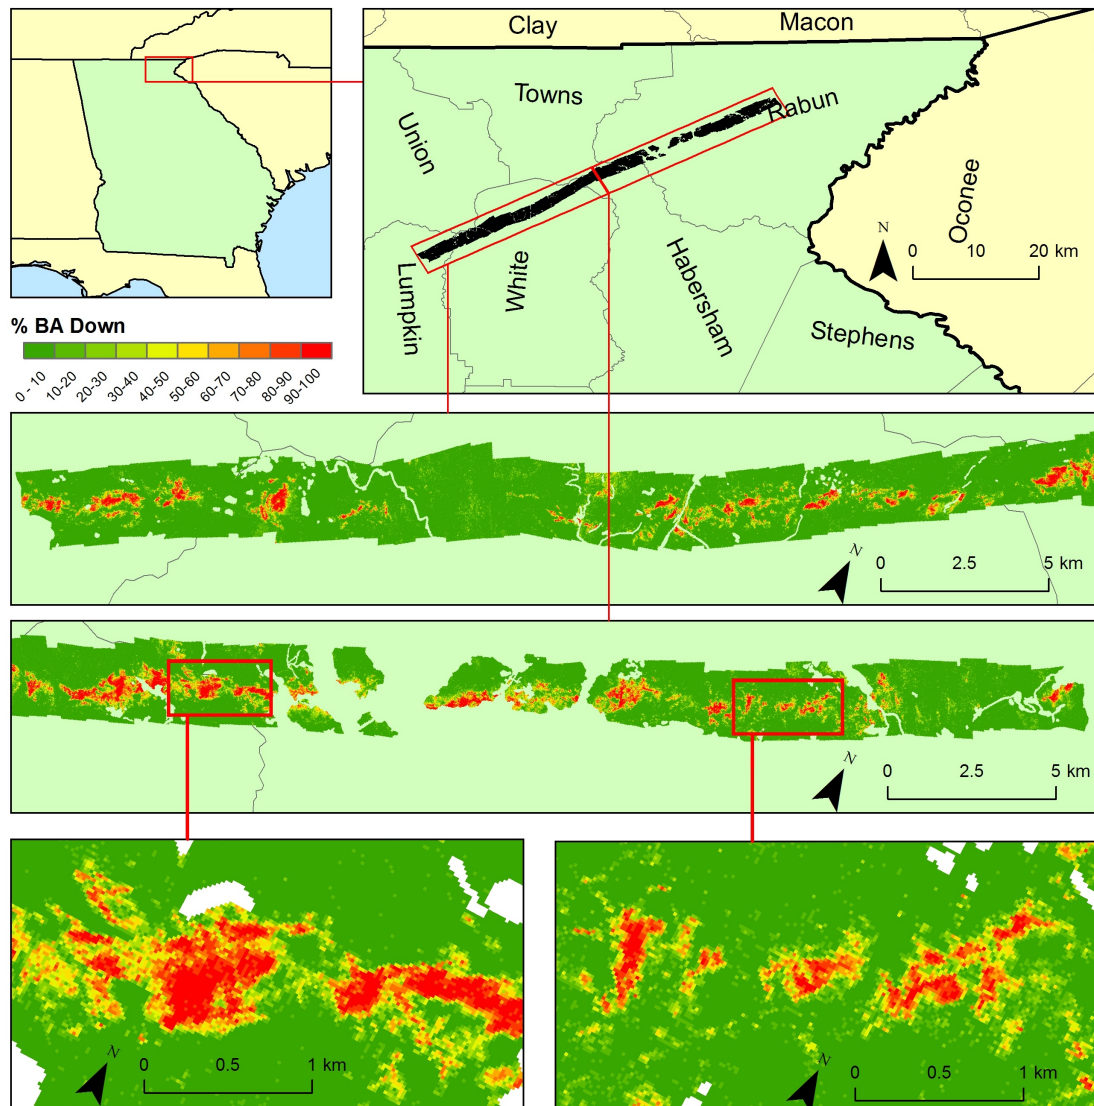 Clay
Macon
Towns
Union
Rabun
Oconee
N
0 10 20 km
Lumpkin
White
Habersham
Stephens
% BA Down
0 - 10
10-20
20-30
30-40
40-50
50-60
60-70
70-80
80-90
90-100
N
0 2.5 5 km
N
0 2.5 5 km
N
0 0.5 1 km
N
0 0.5 1 km